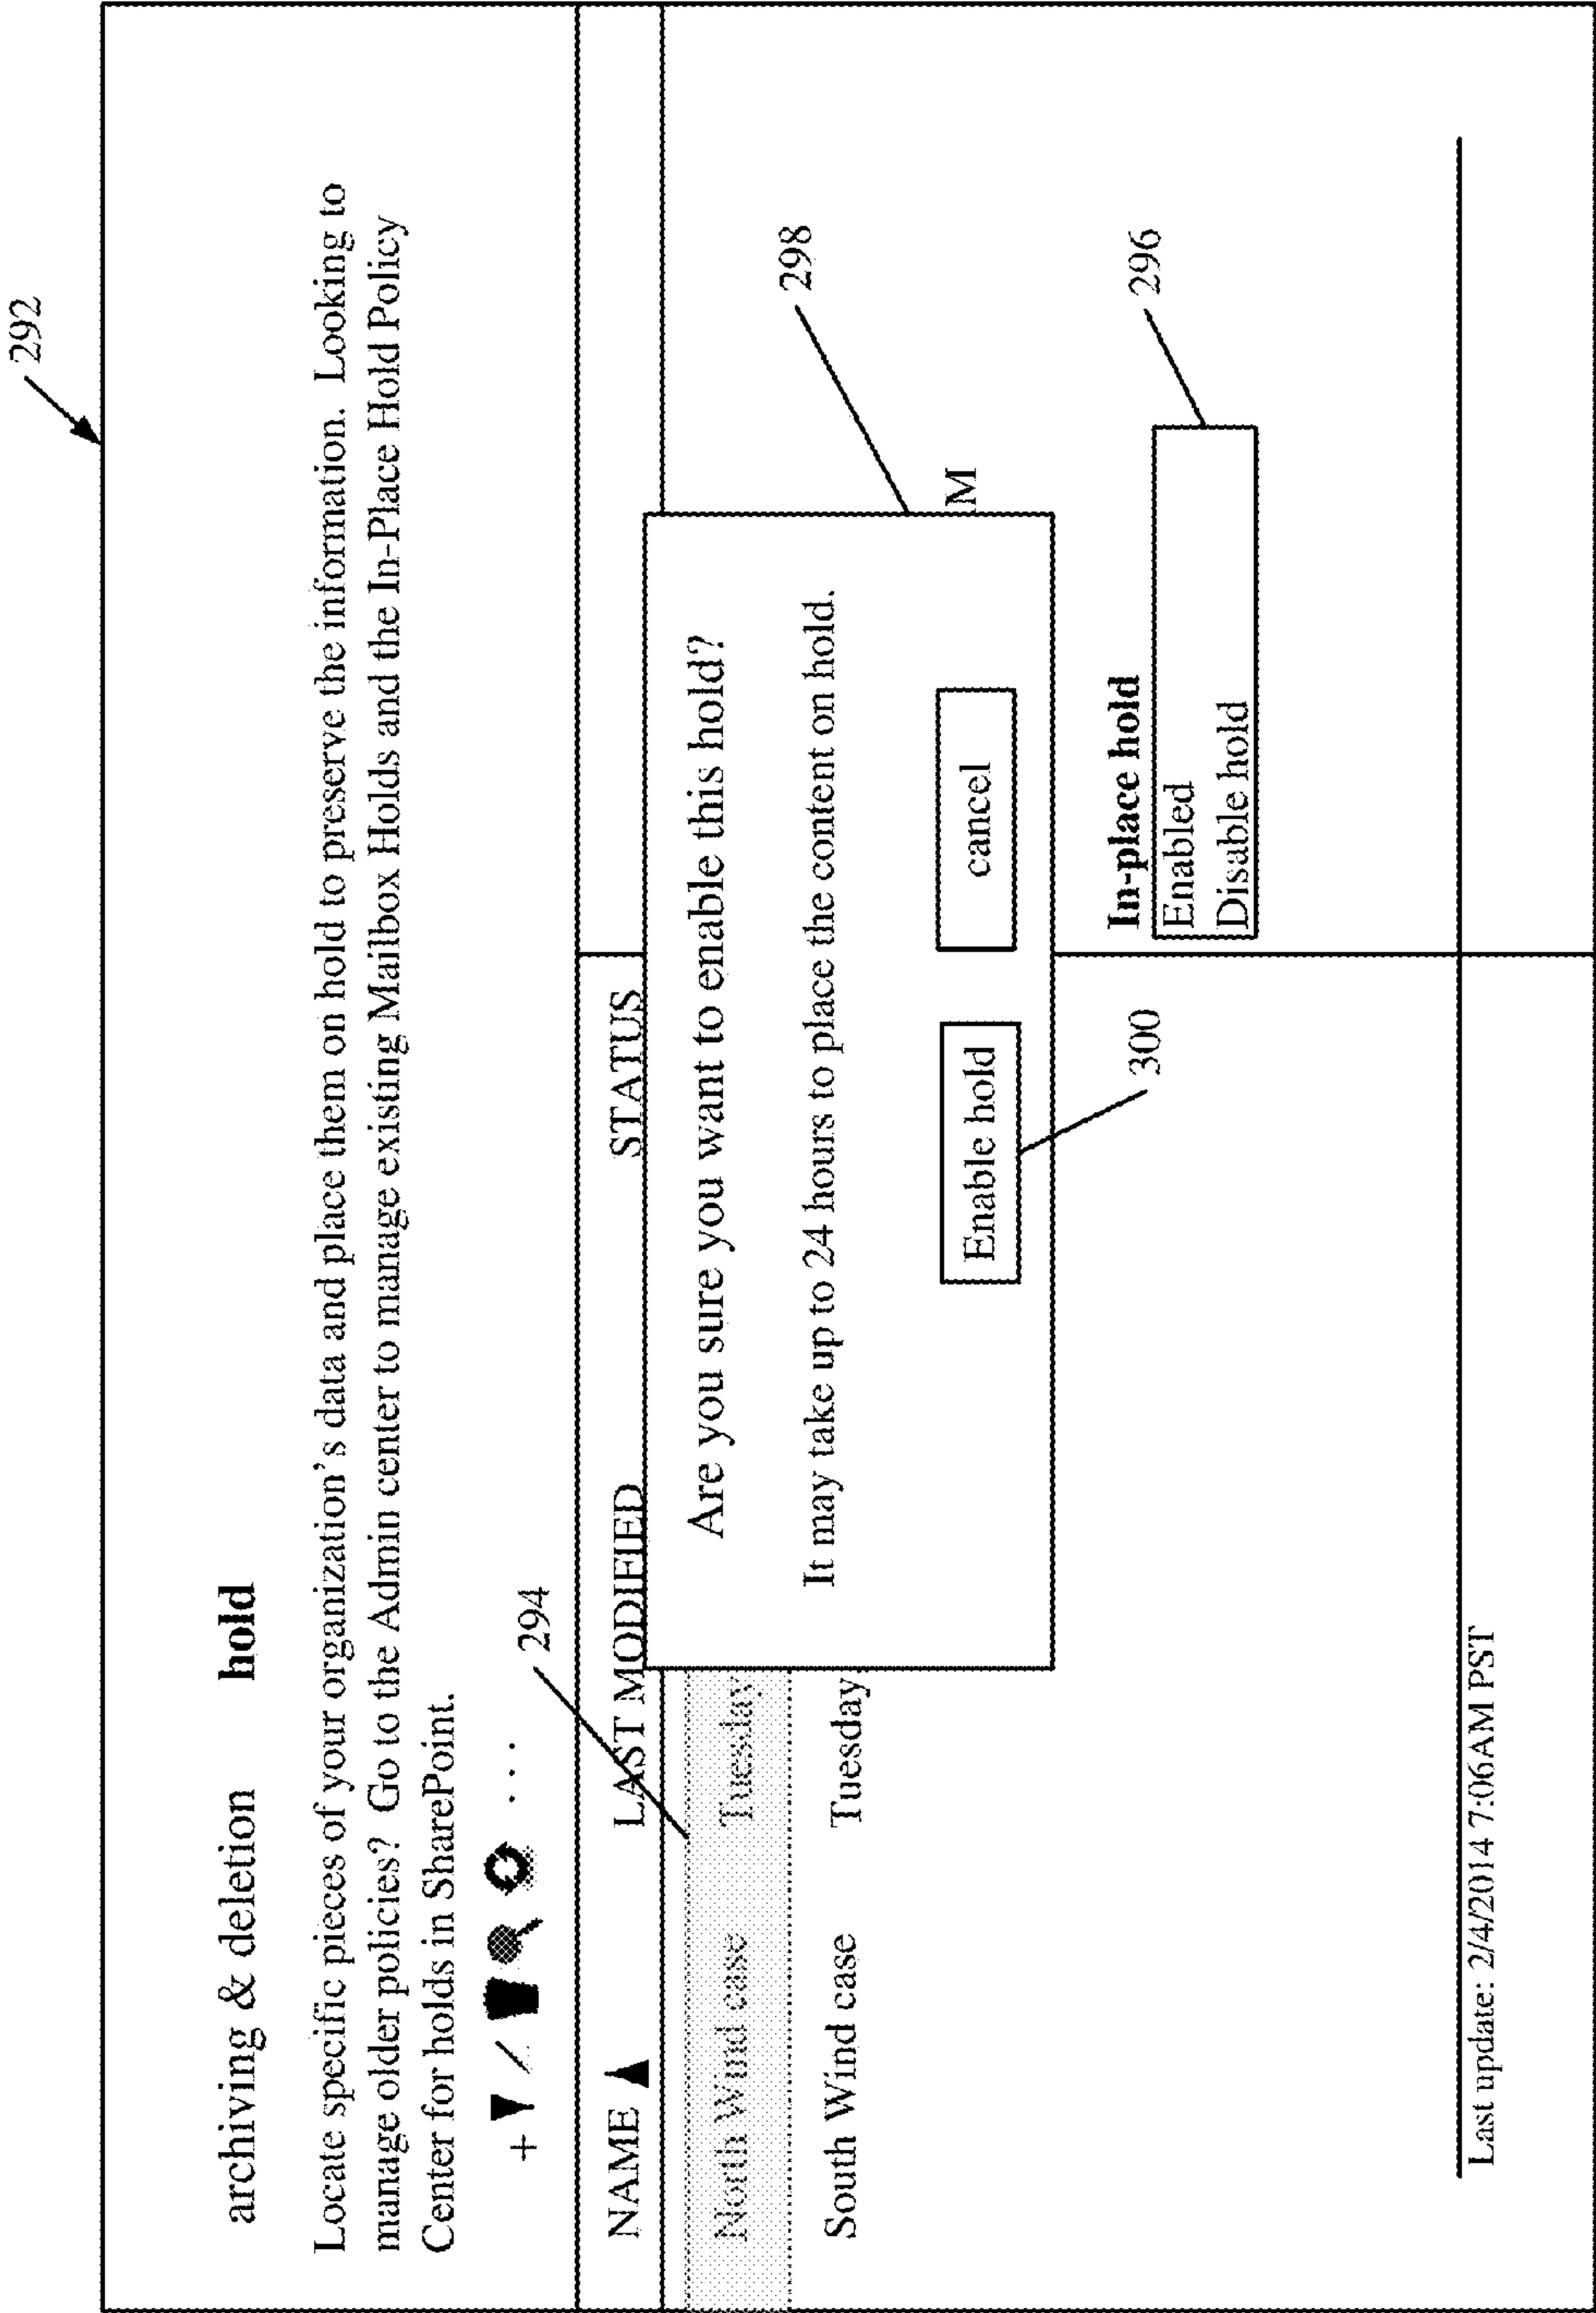 292
archiving & deletion hold
Locate specific pieces of your organization's data and place them on hold to preserve the information. Looking to
manage older policies? Go to the Admin center to manage existing Mailbox Holds and the In-Place Hold Policy
Center for holds in SharePoint.
+ ...
294
NAME LAST MODIFIED STATUS
North Wind case Tuesday
South Wind case Tuesday
298
Are you sure you want to enable this hold?
It may take up to 24 hours to place the content on hold.
Enable hold cancel
M
300
In-place hold
296
Enabled
Disable hold
Last update: 2/4/2014 7:06AM PST